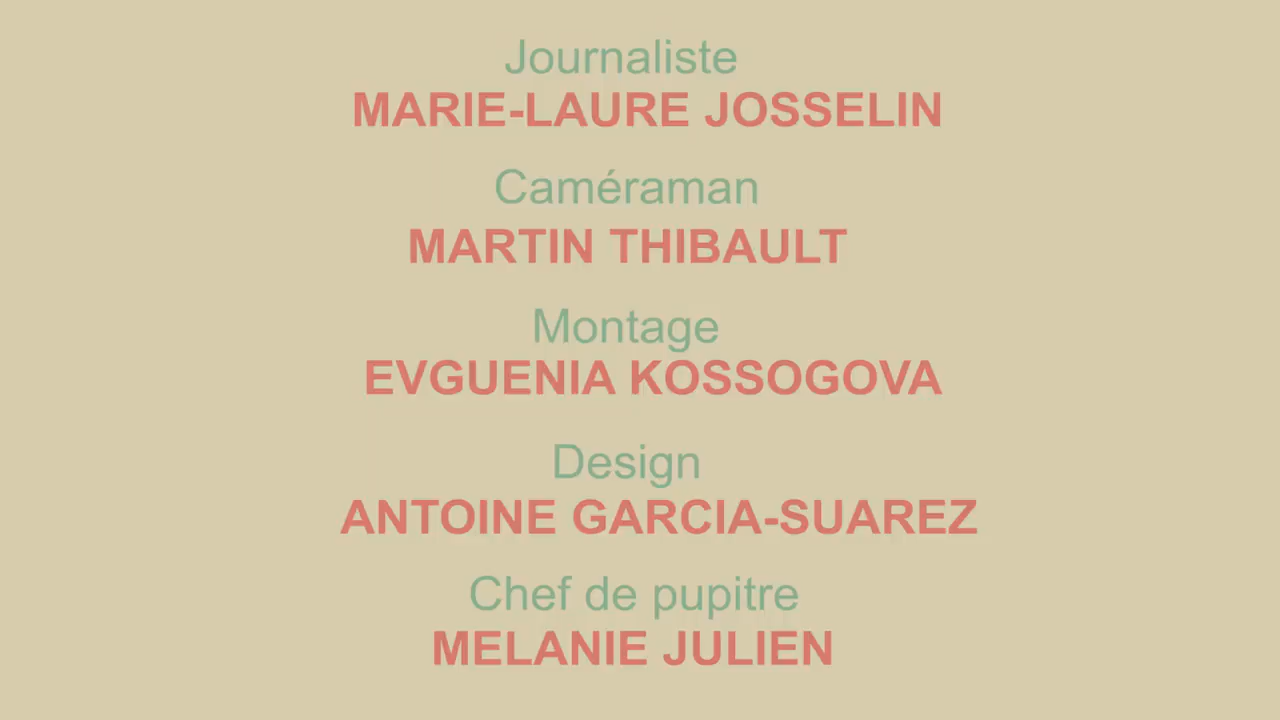 Journaliste
MARIE-LAURE JOSSELIN
Caméraman
MARTIN THIBAULT
Montage
EVGUENIA KOSSOGOVA
Design
ANTOINE GARCIA-SUAREZ
Chef de pupitre
MELANIE JULIEN